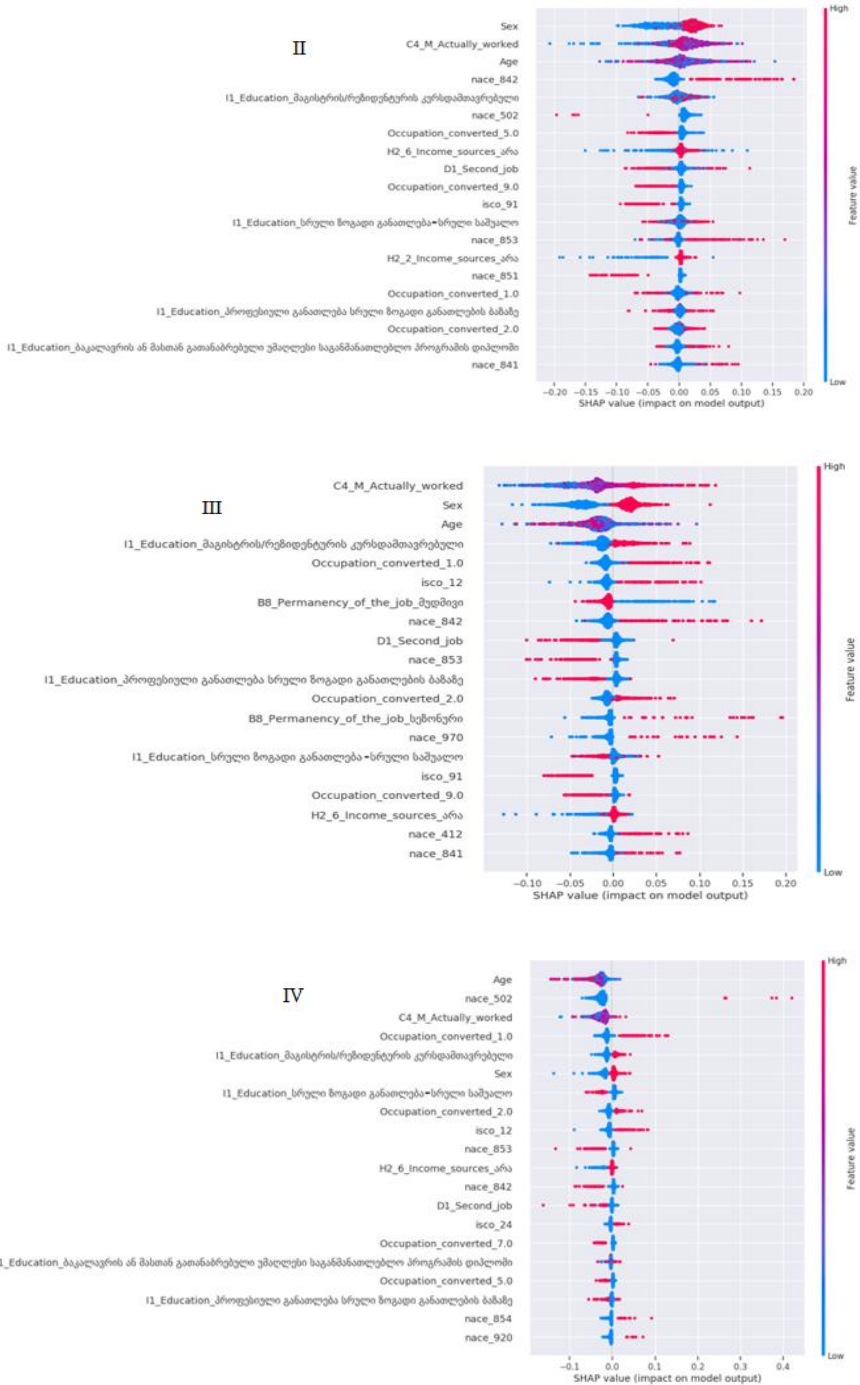 High
Sex
II
C4_M_Actually_worked
Age
nace_842
I1_Education_მაგისტრის/რეზიდენტურის კურსდამთავრებული
nace_502
Occupation_converted_5.0
H2_6_Income_sources_არა
D1_Second_job
Occupation_converted_9.0
isco_91
I1_Education_სრული ზოგადი განათლება-სრული საშუალო
nace_853
H2_2_Income_sources_არა
nace_851
Occupation_converted_1.0
I1_Education_პროფესიული განათლება სრული ზოგადი განათლების ბაზაზე
Occupation_converted_2.0
I1_Education_ბაკალავრის ან მასთან გათანაბრებული უმაღლესი საგანმანათლებლო პროგრამის დიპლომი
nace_841
Feature value
Low
−0.20 −0.15 −0.10 −0.05 0.00 0.05 0.10 0.15 0.20
SHAP value (impact on model output)
High
C4_M_Actually_worked
III
Sex
Age
I1_Education_მაგისტრის/რეზიდენტურის კურსდამთავრებული
Occupation_converted_1.0
isco_12
B8_Permanency_of_the_job_მუდმივი
nace_842
D1_Second_job
nace_853
I1_Education_პროფესიული განათლება სრული ზოგადი განათლების ბაზაზე
Occupation_converted_2.0
B8_Permanency_of_the_job_სეზონური
nace_970
I1_Education_სრული ზოგადი განათლება-სრული საშუალო
isco_91
Occupation_converted_9.0
H2_6_Income_sources_არა
nace_412
nace_841
Feature value
Low
−0.10 −0.05 0.00 0.05 0.10 0.15 0.20
SHAP value (impact on model output)
High
Age
IV
nace_502
C4_M_Actually_worked
Occupation_converted_1.0
I1_Education_მაგისტრის/რეზიდენტურის კურსდამთავრებული
Sex
I1_Education_სრული ზოგადი განათლება-სრული საშუალო
Occupation_converted_2.0
isco_12
nace_853
H2_6_Income_sources_არა
nace_842
D1_Second_job
isco_24
Occupation_converted_7.0
1_Education_ბაკალავრის ან მასთან გათანაბრებული უმაღლესი საგანმანათლებლო პროგრამის დიპლომი
Occupation_converted_5.0
I1_Education_პროფესიული განათლება სრული ზოგადი განათლების ბაზაზე
nace_854
nace_920
Feature value
Low
−0.1 0.0 0.1 0.2 0.3 0.4
SHAP value (impact on model output)